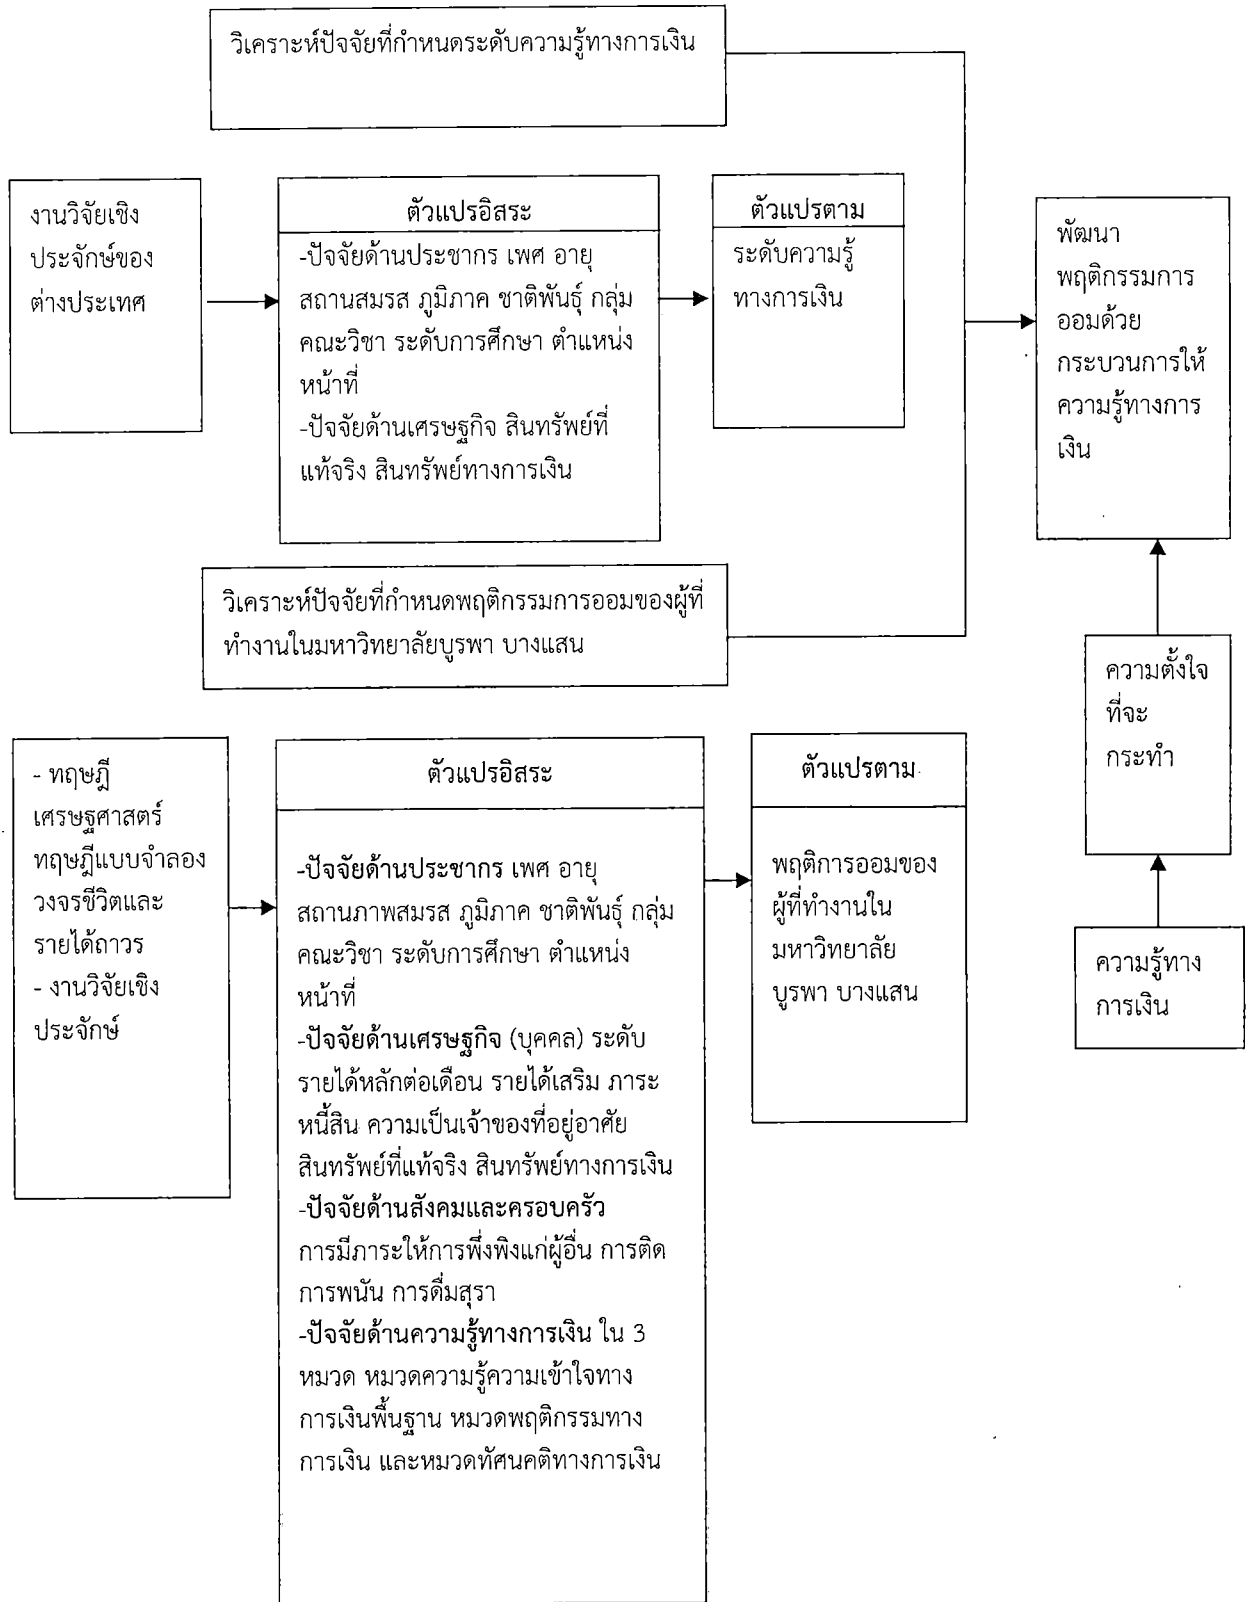 วิเคราะห์ปัจจัยที่กำหนดระดับความรู้ทางการเงิน
งานวิจัยเชิง
ประจักษ์ของ
ต่างประเทศ
ตัวแปรอิสระ
-ปัจจัยด้านประชากร เพศ อายุ
สถานสมรส ภูมิภาค ชาติพันธุ์ กลุ่ม
คณะวิชา ระดับการศึกษา ตำแหน่ง
หน้าที่
-ปัจจัยด้านเศรษฐกิจ สินทรัพย์ที่
แท้จริง สินทรัพย์ทางการเงิน
ตัวแปรตาม
ระดับความรู้
ทางการเงิน
พัฒนา
พฤติกรรมการ
ออมด้วย
กระบวนการให้
ความรู้ทางการ
เงิน
วิเคราะห์ปัจจัยที่กำหนดพฤติกรรมการออมของผู้ที่
ทำงานในมหาวิทยาลัยบูรพา บางแสน
ความตั้งใจ
ที่จะ
กระทำ
ความรู้ทาง
การเงิน
- ทฤษฎี
เศรษฐศาสตร์
ทฤษฎีแบบจำลอง
วงจรชีวิตและ
รายได้ถาวร
- งานวิจัยเชิง
ประจักษ์
ตัวแปรอิสระ
-ปัจจัยด้านประชากร เพศ อายุ
สถานภาพสมรส ภูมิภาค ชาติพันธุ์ กลุ่ม
คณะวิชา ระดับการศึกษา ตำแหน่ง
หน้าที่
-ปัจจัยด้านเศรษฐกิจ (บุคคล) ระดับ
รายได้หลักต่อเดือน รายได้เสริม ภาระ
หนี้สิน ความเป็นเจ้าของที่อยู่อาศัย
สินทรัพย์ที่แท้จริง สินทรัพย์ทางการเงิน
-ปัจจัยด้านสังคมและครอบครัว
การมีภาระให้การพึ่งพิงแก่ผู้อื่น การติด
การพนัน การดื่มสุรา
-ปัจจัยด้านความรู้ทางการเงิน ใน 3
หมวด หมวดความรู้ความเข้าใจทาง
การเงินพื้นฐาน หมวดพฤติกรรมทาง
การเงิน และหมวดทัศนคติทางการเงิน
ตัวแปรตาม
พฤติการออมของ
ผู้ที่ทำงานใน
มหาวิทยาลัย
บูรพา บางแสน